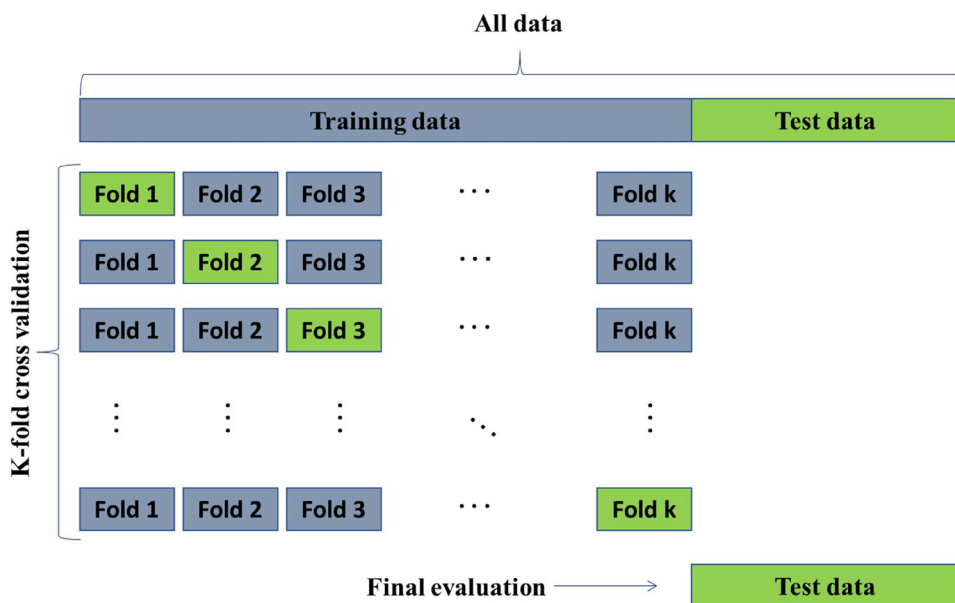 All data
Training data Test data
Fold 1 Fold 2 Fold 3 ... Fold k
Fold 1 Fold 2 Fold 3 ... Fold k
Fold 1 Fold 2 Fold 3 ... Fold k
Fold 1 Fold 2 Fold 3 ... Fold k
K-fold cross validation
Final evaluation Test data